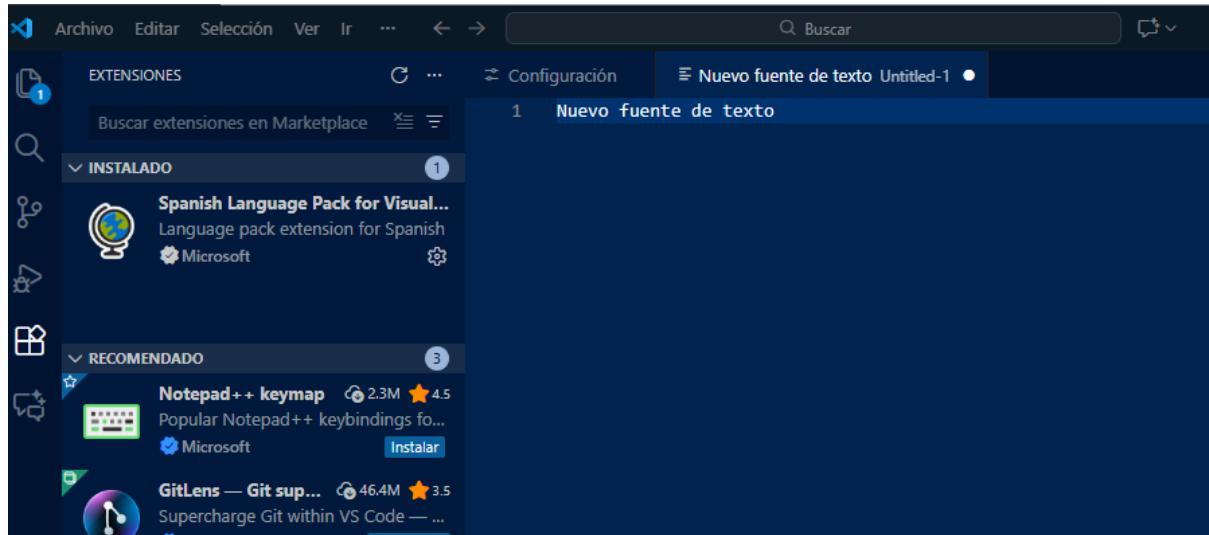 Archivo Editar Selección Ver Ir ··· Buscar
EXTENSIONES ···
Buscar extensiones en Marketplace
INSTALADO 1
Spanish Language Pack for Visual...
Language pack extension for Spanish
Microsoft
RECOMENDADO 3
Notepad++ keymap 2.3M 4.5
Popular Notepad++ keybindings fo...
Microsoft Instalar
GitLens — Git sup... 46.4M 3.5
Supercharge Git within VS Code — ...
1
Configuración Nuevo fuente de texto Untitled-1
1 Nuevo fuente de texto